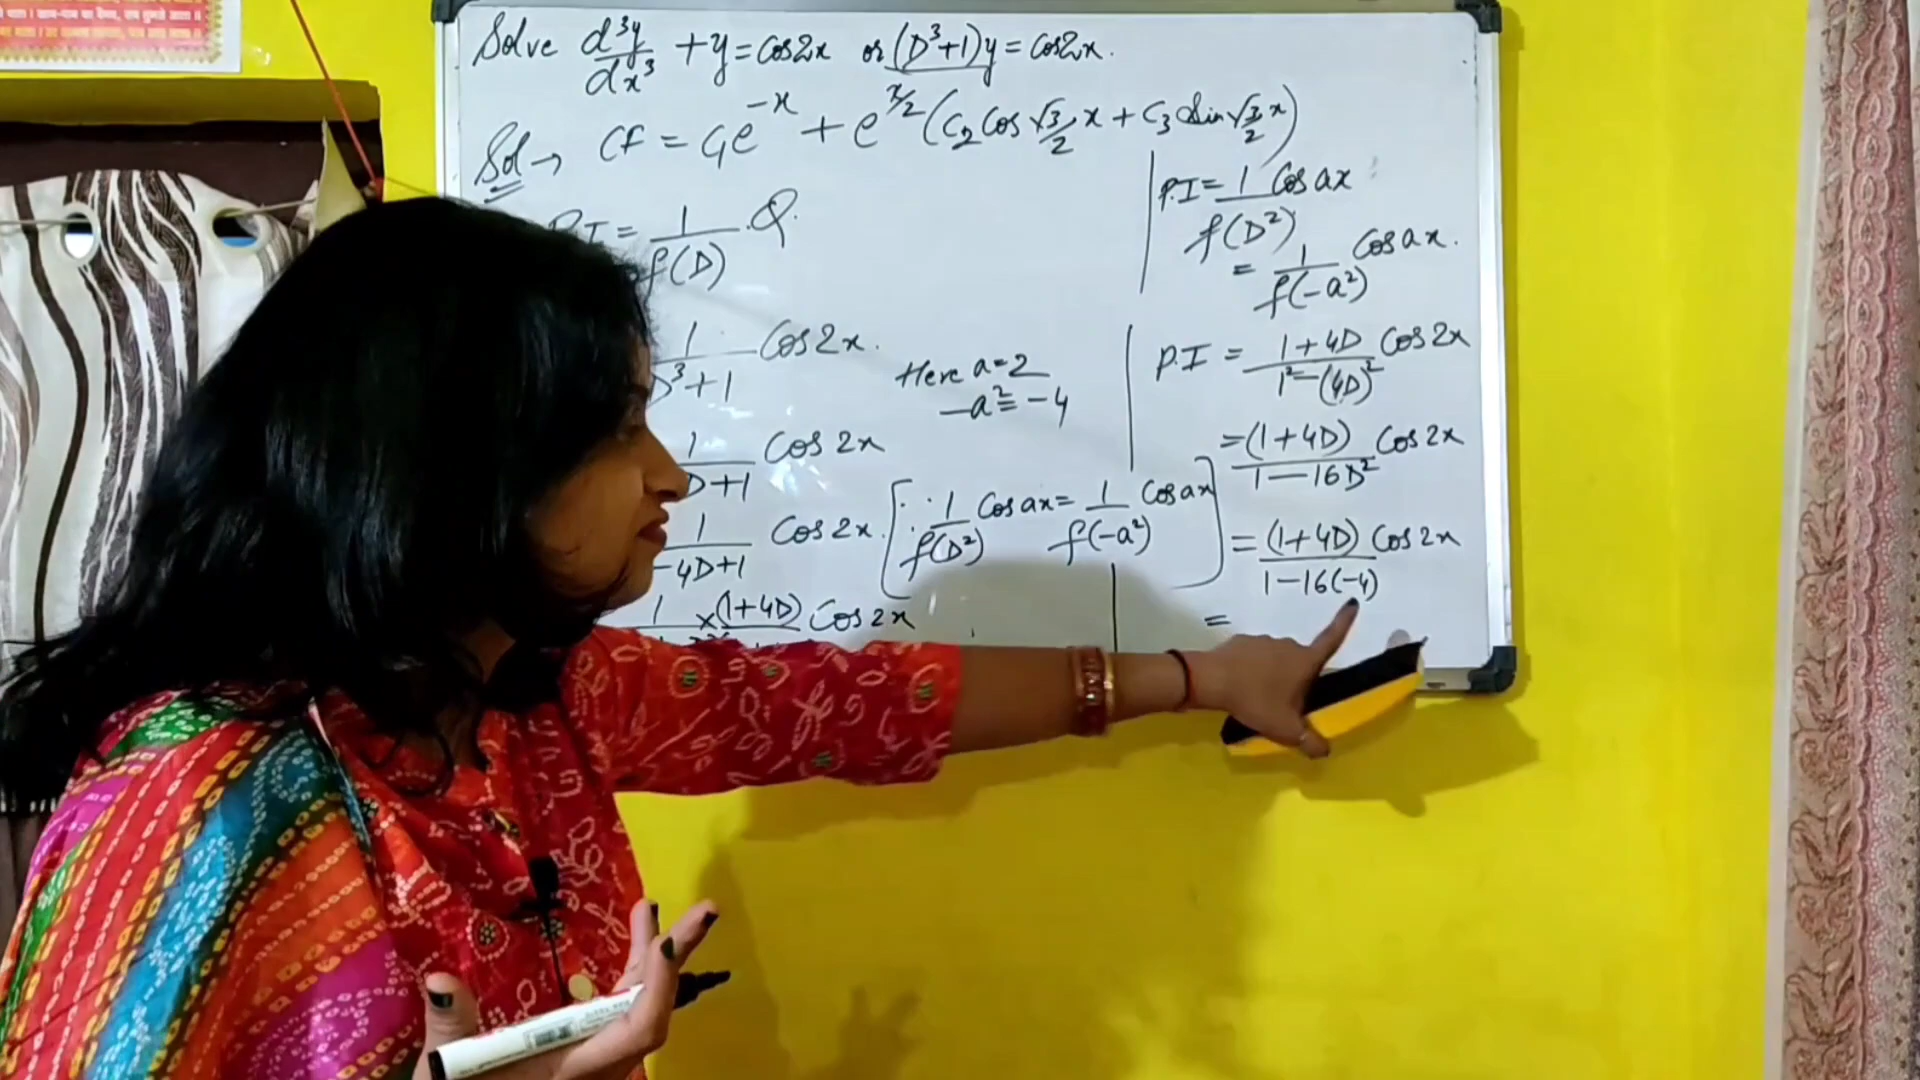 Solve d³y/dx³ + y = Cos2x or (D³+1)y = Cos2x.
Sol → CF = C₁e^-x + e^x/2 (C₂ Cos √3/2 x + C₃ Sin √3/2 x)
P.I = 1/f(D) . Q.
1/D³+1 Cos2x.
Here a=2
-a² = -4
1/D+1 Cos 2x
1/-4D+1 Cos 2x. [∵ 1/f(D²) Cos ax = 1/f(-a²) Cos ax]
1 × (1+4D) Cos 2x
P.I = 1/f(D²) Cos ax
= 1/f(-a²) Cos ax.
P.I = 1+4D/1²-(4D)² Cos 2x
= (1+4D)/1-16D² Cos 2x
= (1+4D)/1-16(-4) Cos 2x
=